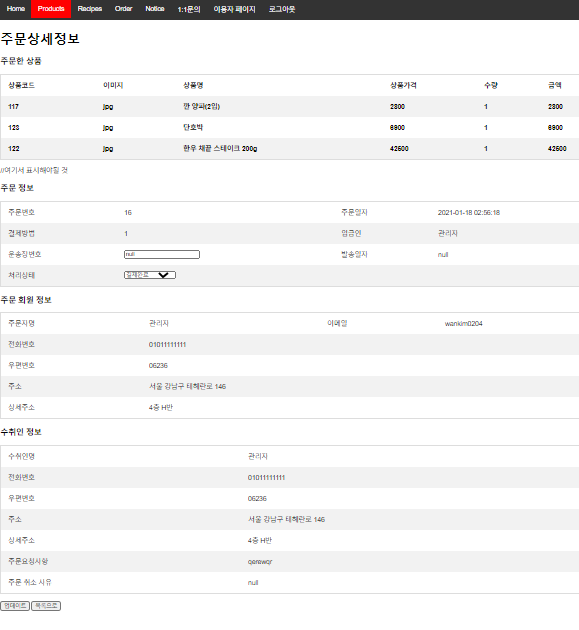 Home Products Recipes Order Notice 1:1문의 이용자 페이지 로그아웃
주문상세정보
주문한 상품
상품코드 이미지 상품명 상품가격 수량 금액
117 jpg 깐 양파(2입) 2800 1 2800
123 jpg 단호박 6900 1 6900
122 jpg 한우 채끝 스테이크 200g 42600 1 42600
//여기서 표시해야될 것
주문 정보
주문번호 16 주문일지 2021-01-18 02:56:18
결제방법 1 입금인 관리자
운송장번호 null 발송일지 null
처리상태 결제완료
주문 회원 정보
주문자명 관리자 이메일 wankim0204
전화번호 01011111111
우편번호 06236
주소 서울 강남구 테헤란로 146
상세주소 4층 H반
수취인 정보
수취인명 관리자
전화번호 01011111111
우편번호 06236
주소 서울 강남구 테헤란로 146
상세주소 4층 H반
주문요청사항 qerewqr
주문 취소 사유 null
업데이트 목록으로